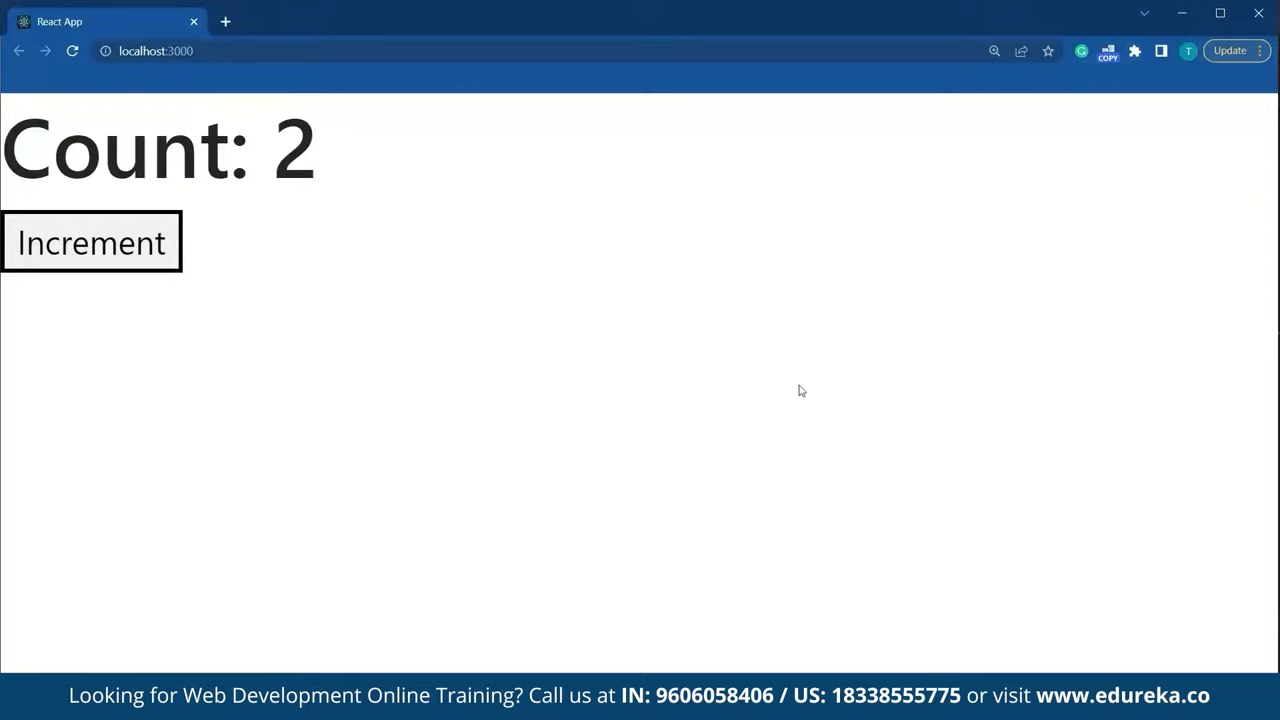 React App
localhost:3000
COPY
T
Update
Count: 2
Increment
Looking for Web Development Online Training? Call us at IN: 9606058406 / US: 18338555775 or visit www.edureka.co